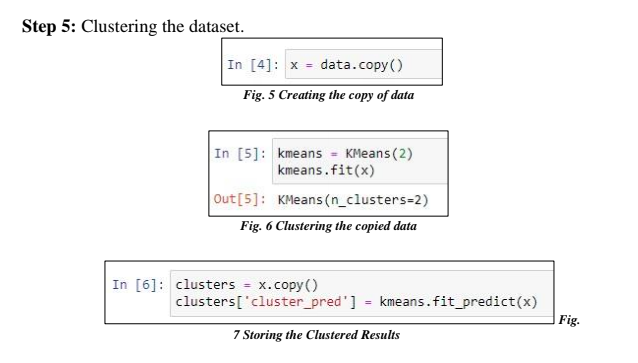 Step 5: Clustering the dataset.
In [4]: x = data.copy()
Fig. 5 Creating the copy of data
In [5]: kmeans = KMeans(2)
kmeans.fit(x)
Out[5]: KMeans(n_clusters=2)
Fig. 6 Clustering the copied data
In [6]: clusters = x.copy()
clusters['cluster_pred'] = kmeans.fit_predict(x)
Fig.
7 Storing the Clustered Results